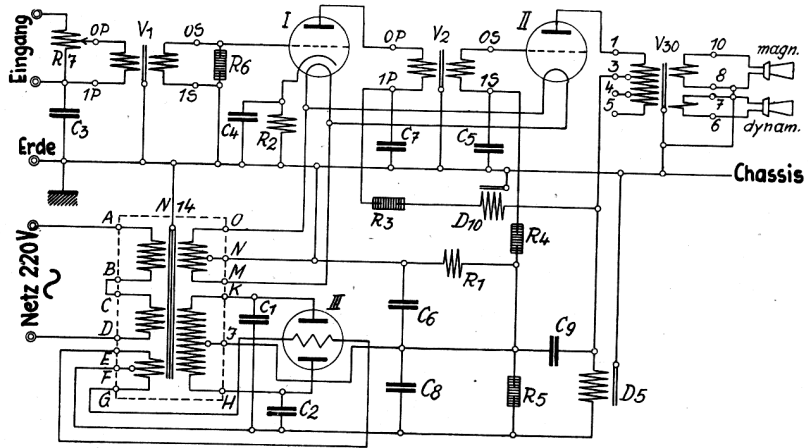 Eingang
R7
OP
V1
OS
I
R6
1P
1S
C3
C4
R2
Erde
OP
V2
OS
II
1P
1S
C7
C5
1
3
4
5
V30
10
8
7
6
magn.
dynam.
Chassis
Netz 220V
~
N 14
A
B
C
D
E
F
G
O
N
M
K
J
H
C1
III
C2
R3
D10
R4
R1
C6
C8
C9
R5
D5